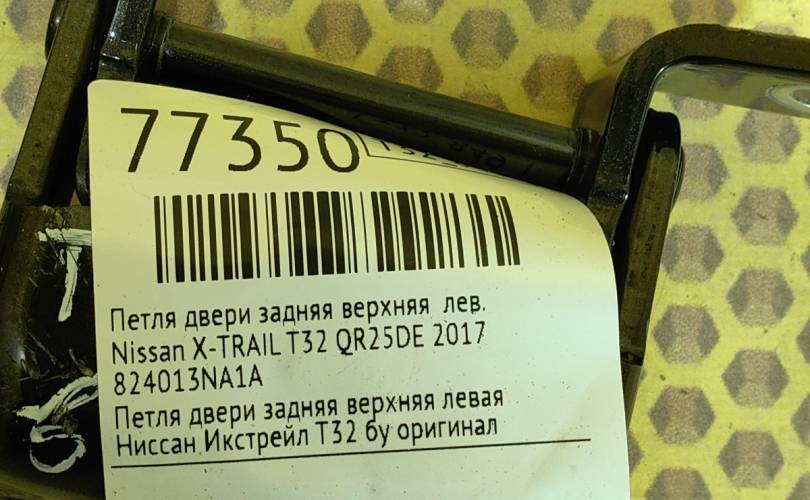 77350
Петля двери задняя верхняя лев.
Nissan X-TRAIL T32 QR25DE 2017
824013NA1A
Петля двери задняя верхняя левая
Ниссан Икстрейл Т32 бу оригинал